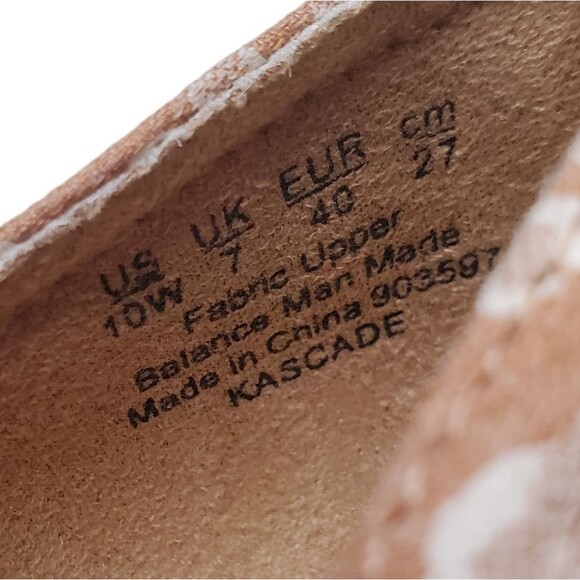 US UK EUR cm
10W 7 40 27
Fabric Upper
Balance Man Made
Made in China 903597
KASCADE